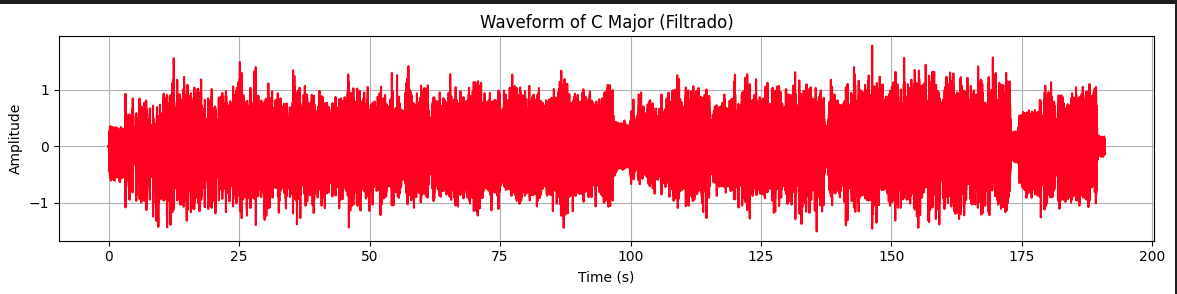 Waveform of C Major (Filtrado)
Amplitude
1
0
−1
0 25 50 75 100 125 150 175 200
Time (s)